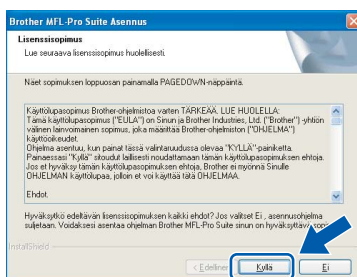 Brother MFL-Pro Suite Asennus
Lisenssisopimus
Lue seuraava lisenssisopimus huolellisesti.
Näet sopimuksen loppuosan painamalla PAGEDOWN-näppäintä.
Käyttölupasopimus Brother-ohjelmistoa varten TÄRKEÄÄ, LUE HUOLELLA:
Tämä käyttölupasopimus ("EULA") on Sinun ja Brother Industries, Ltd. ("Brother") -yhtiön
välinen lainvoimainen sopimus, joka määrittää Brother-ohjelmiston ("OHJELMA")
käyttöoikeudet.
Ohjelma asentuu, kun painat tässä valintaruudussa olevaa "KYLLÄ"-painiketta.
Painaessasi "Kyllä" sitoudut laillisesti noudattamaan tämän käyttölupasopimuksen ehtoja.
Jos et hyväksy tämän käyttölupasopimuksen ehtoja, Brother ei myönnä Sinulle
OHJELMAN käyttölupaa, jolloin et voi käyttää tätä OHJELMAA.
Ehdot.
Hyväksytkö edeltävän lisenssisopimuksen kaikki ehdot? Jos valitset Ei, asennusohjelma
suljetaan. Voidaksesi asentaa ohjelman Brother MFL-Pro Suite sinun on hyväksyttävä
InstallShield
< Edellinen Kyllä Ei